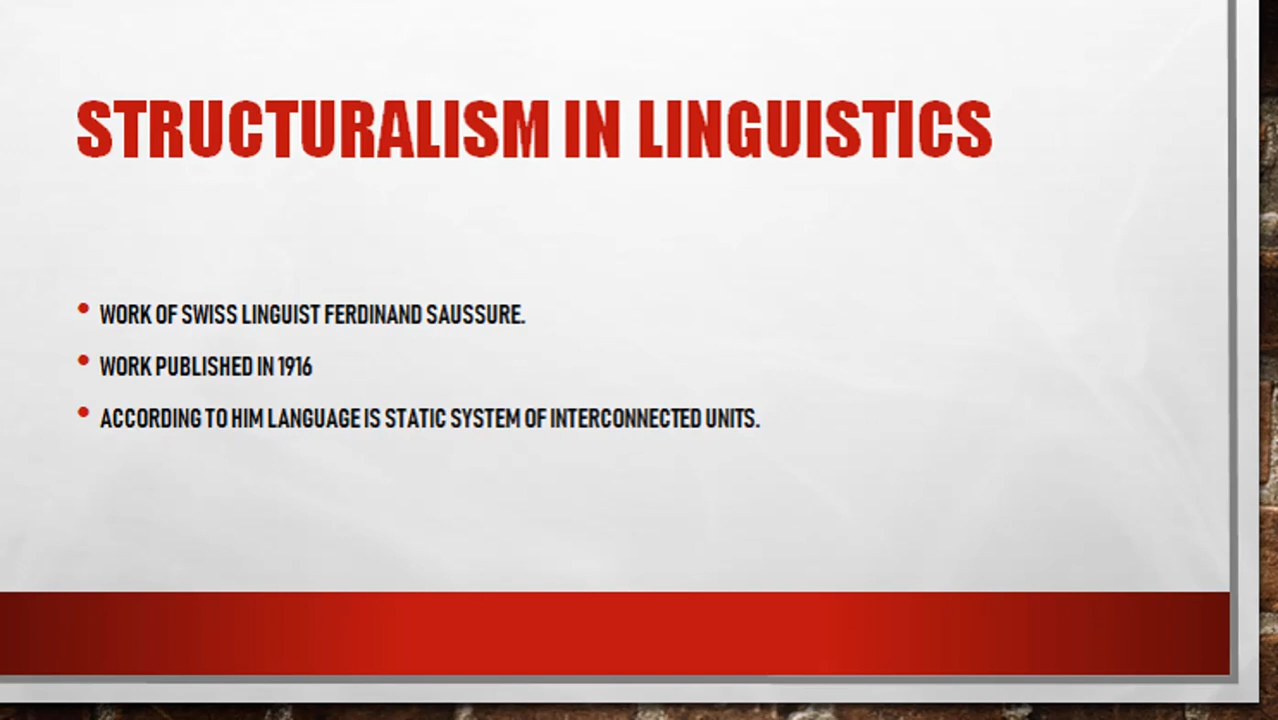 STRUCTURALISM IN LINGUISTICS
• WORK OF SWISS LINGUIST FERDINAND SAUSSURE.
• WORK PUBLISHED IN 1916
• ACCORDING TO HIM LANGUAGE IS STATIC SYSTEM OF INTERCONNECTED UNITS.